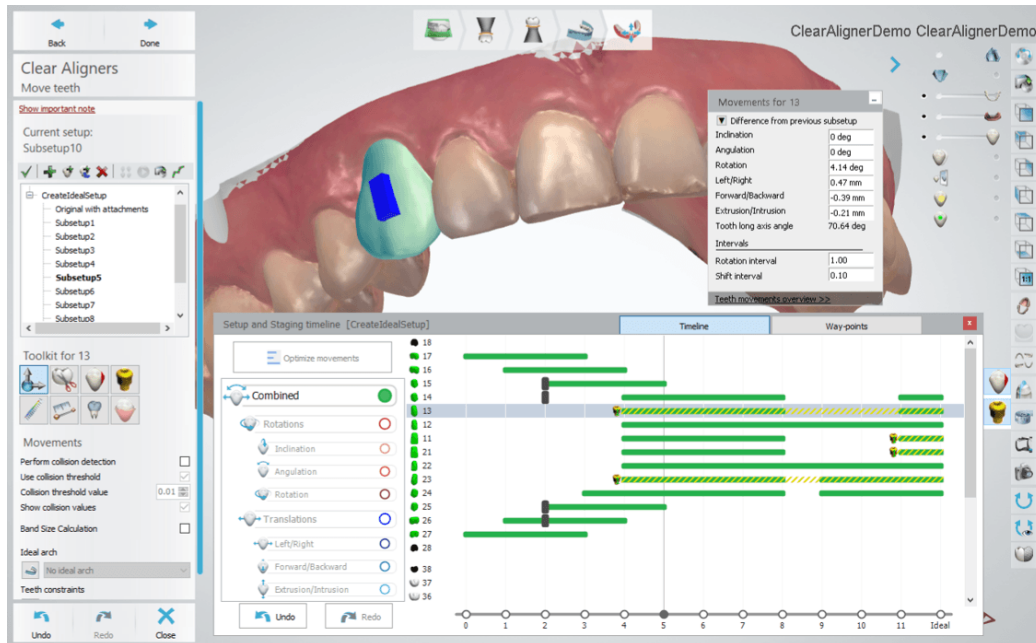 ClearAlignerDemo ClearAlignerDemo
Back
Done
Clear Aligners
Move teeth
Show important note
Current setup:
Subsetup10
CreateIdealSetup
Original with attachments
Subsetup1
Subsetup2
Subsetup3
Subsetup4
Subsetup5
Subsetup6
Subsetup7
Subsetup8
Toolkit for 13
Movements
Perform collision detection
Use collision threshold
Collision threshold value 0.01
Show collision values
Band Size Calculation
Ideal arch
No ideal arch
Teeth constraints
Undo
Redo
Close
Movements for 13
Difference from previous subsetup
Inclination 0 deg
Angulation 0 deg
Rotation 4.14 deg
Left/Right 0.47 mm
Forward/Backward -0.39 mm
Extrusion/Intrusion -0.21 mm
Tooth long axis angle 70.64 deg
Intervals
Rotation interval 1.00
Shift interval 0.10
Teeth movements overview >>
1:1
Setup and Staging timeline [CreateIdealSetup]
Timeline
Way-points
x
Optimize movements
Combined
Rotations
Inclination
Angulation
Rotation
Translations
Left/Right
Forward/Backward
Extrusion/Intrusion
Undo
Redo
18
17
16
15
14
13
12
11
21
22
23
24
25
26
27
28
38
37
36
0 1 2 3 4 5 6 7 8 9 10 11 Ideal